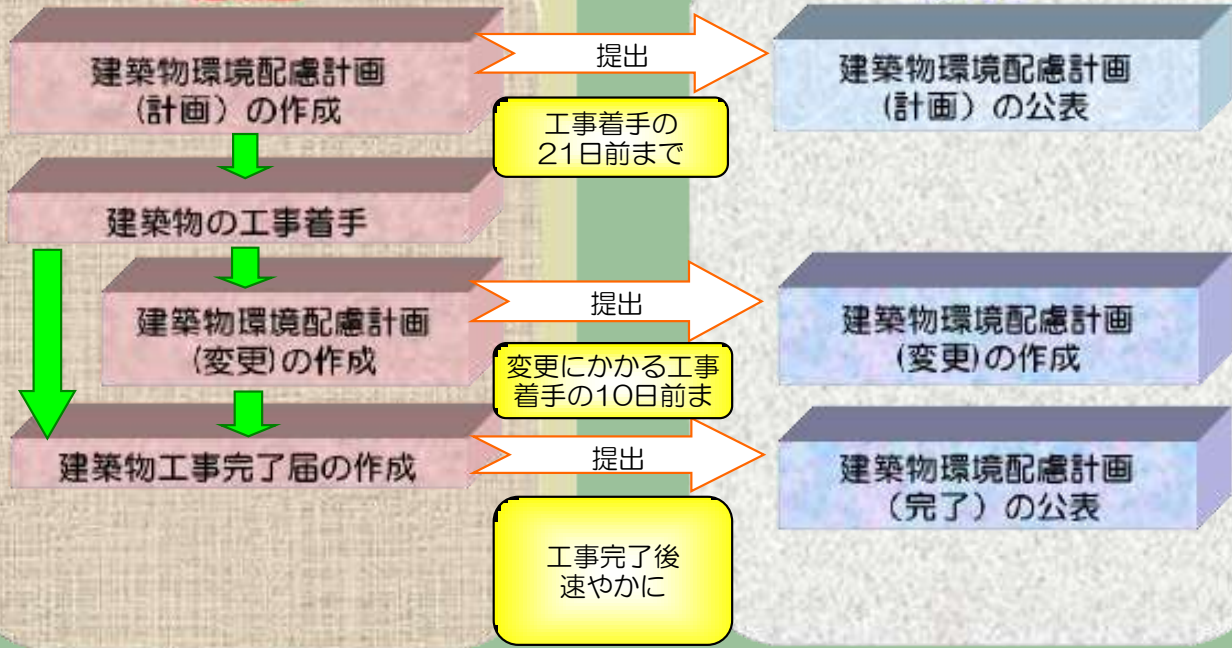 建築物環境配慮計画
(計画）の作成
提出
工事着手の
21日前まで
建築物環境配慮計画
(計画）の公表
建築物の工事着手
建築物環境配慮計画
(変更)の作成
提出
変更にかかる工事
着手の10日前ま
建築物環境配慮計画
(変更)の作成
建築物工事完了届の作成
提出
工事完了後
速やかに
建築物環境配慮計画
（完了）の公表